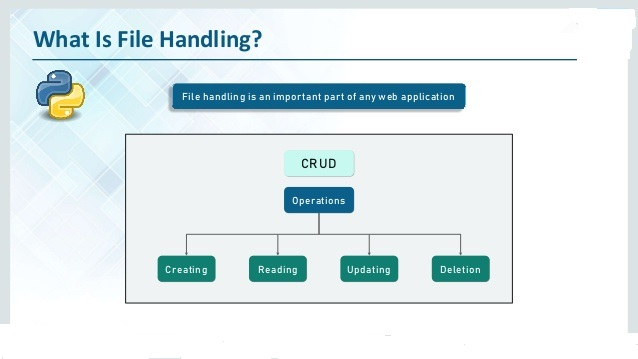 What Is File Handling?
File handling is an important part of any web application
CRUD
Operations
Creating
Reading
Updating
Deletion